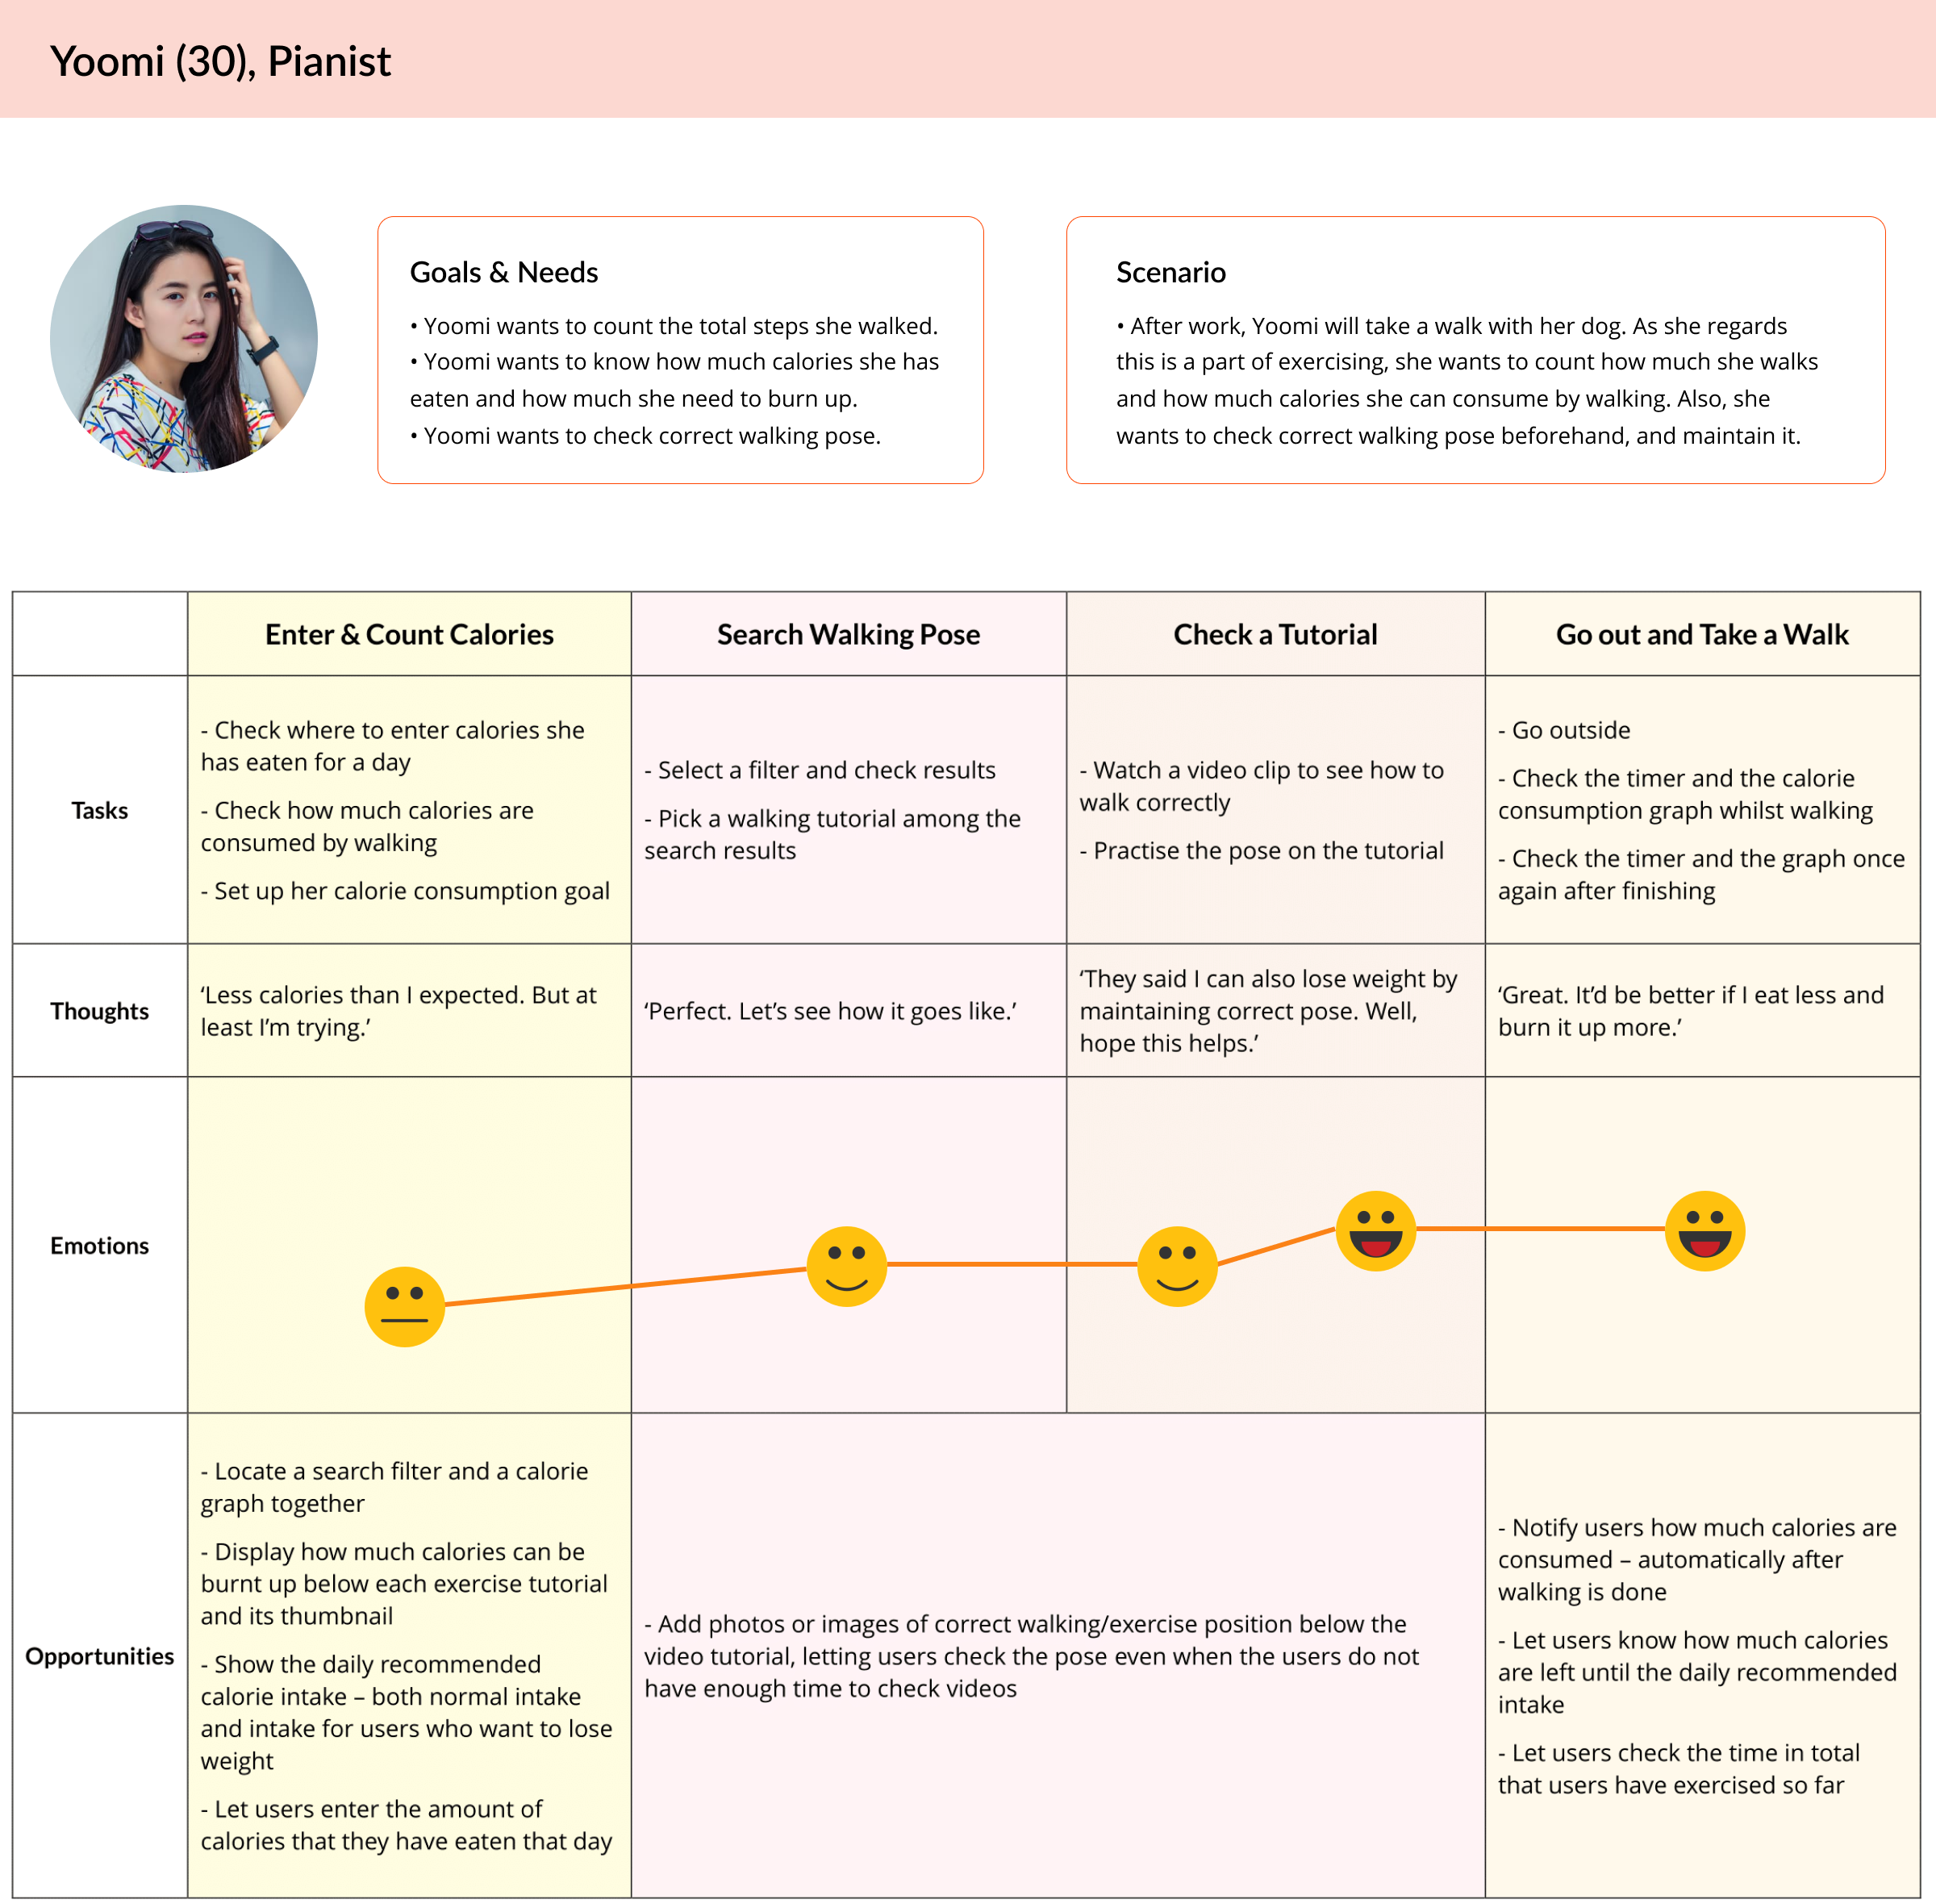 Yoomi (30), Pianist
Goals & Needs
• Yoomi wants to count the total steps she walked.
• Yoomi wants to know how much calories she has
eaten and how much she need to burn up.
• Yoomi wants to check correct walking pose.
Scenario
• After work, Yoomi will take a walk with her dog. As she regards
this is a part of exercising, she wants to count how much she walks
and how much calories she can consume by walking. Also, she
wants to check correct walking pose beforehand, and maintain it.
Enter & Count Calories
Search Walking Pose
Check a Tutorial
Go out and Take a Walk
Tasks
- Check where to enter calories she
has eaten for a day
- Check how much calories are
consumed by walking
- Set up her calorie consumption goal
- Select a filter and check results
- Pick a walking tutorial among the
search results
- Watch a video clip to see how to
walk correctly
- Practise the pose on the tutorial
- Go outside
- Check the timer and the calorie
consumption graph whilst walking
- Check the timer and the graph once
again after finishing
Thoughts
‘Less calories than I expected. But at
least I’m trying.’
‘Perfect. Let’s see how it goes like.’
‘They said I can also lose weight by
maintaining correct pose. Well,
hope this helps.’
‘Great. It’d be better if I eat less and
burn it up more.’
Emotions
Opportunities
- Locate a search filter and a calorie
graph together
- Display how much calories can be
burnt up below each exercise tutorial
and its thumbnail
- Show the daily recommended
calorie intake – both normal intake
and intake for users who want to lose
weight
- Let users enter the amount of
calories that they have eaten that day
- Add photos or images of correct walking/exercise position below the
video tutorial, letting users check the pose even when the users do not
have enough time to check videos
- Notify users how much calories are
consumed – automatically after
walking is done
- Let users know how much calories
are left until the daily recommended
intake
- Let users check the time in total
that users have exercised so far